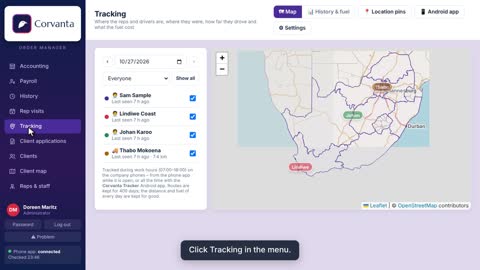 Corvanta
ORDER MANAGER
Accounting
Payroll
History
Rep visits
Tracking
Client applications
Clients
Client map
Reps & staff
DM
Doreen Maritz
Administrator
Password
Log out
Problem
Phone app: connected
Checked 23:46
Tracking
Where the reps and drivers are, where they were, how far they drove and what the fuel cost
Map
History & fuel
Location pins
Android app
Settings
10/27/2026
Everyone
Show all
Sam Sample
Last seen 7 h ago
Lindiwe Coast
Last seen 7 h ago
Johan Karoo
Last seen 7 h ago
Thabo Mokoena
Last seen 7 h ago · 7.4 km
Tracked during work hours (07:00–18:00) on the company phones – from the phone app while it is open, or all the time with the Corvanta Tracker Android app. Routes are kept for 400 days; the distance and fuel of every day are kept for good.
+
−
Johan
Lindiwe
Durban
Leaflet | © OpenStreetMap contributors
Click Tracking in the menu.